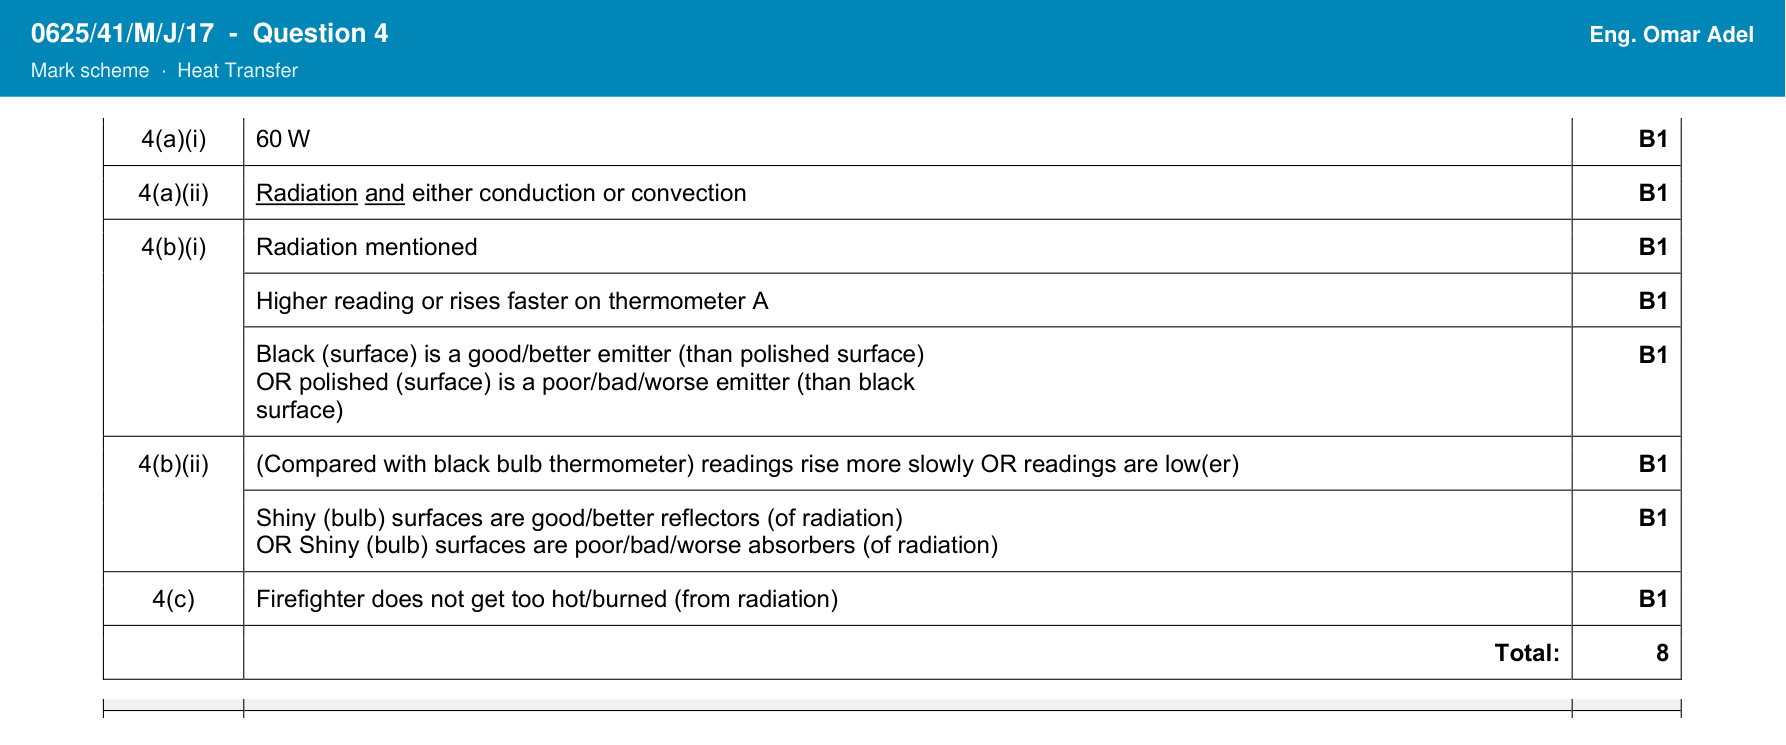 0625/41/M/J/17 - Question 4
Eng. Omar Adel
Mark scheme · Heat Transfer
4(a)(i) 60 W B1
4(a)(ii) Radiation and either conduction or convection B1
4(b)(i) Radiation mentioned B1
Higher reading or rises faster on thermometer A B1
Black (surface) is a good/better emitter (than polished surface) B1
OR polished (surface) is a poor/bad/worse emitter (than black
surface)
4(b)(ii) (Compared with black bulb thermometer) readings rise more slowly OR readings are low(er) B1
Shiny (bulb) surfaces are good/better reflectors (of radiation) B1
OR Shiny (bulb) surfaces are poor/bad/worse absorbers (of radiation)
4(c) Firefighter does not get too hot/burned (from radiation) B1
Total: 8